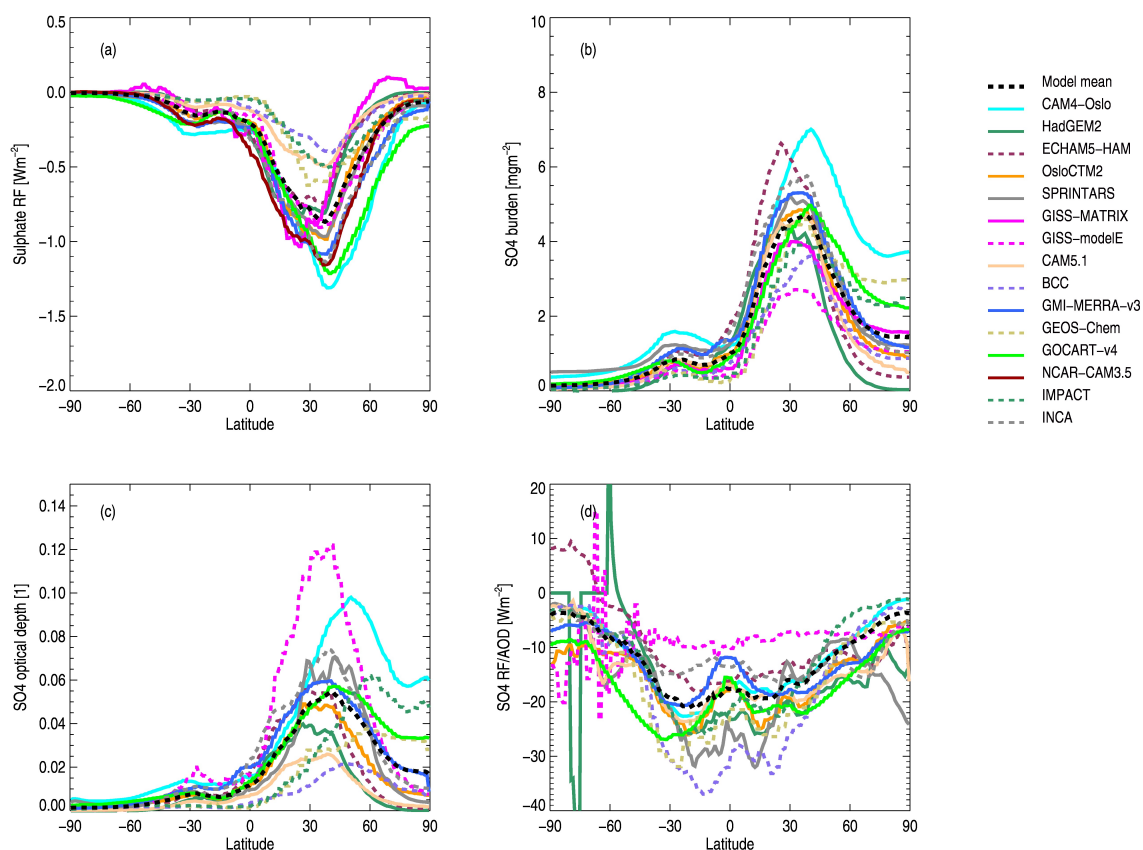 (a)
0.5
0.0
−0.5
−1.0
−1.5
−2.0
Sulphate RF [Wm−2]
−90 −60 −30 0 30 60 90
Latitude
(b)
10
8
6
4
2
0
SO4 burden [mgm−2]
−90 −60 −30 0 30 60 90
Latitude
Model mean
CAM4−Oslo
HadGEM2
ECHAM5−HAM
OsloCTM2
SPRINTARS
GISS−MATRIX
GISS−modelE
CAM5.1
BCC
GMI−MERRA−v3
GEOS−Chem
GOCART−v4
NCAR−CAM3.5
IMPACT
INCA
(c)
0.14
0.12
0.10
0.08
0.06
0.04
0.02
0.00
SO4 optical depth [1]
−90 −60 −30 0 30 60 90
Latitude
(d)
20
10
0
−10
−20
−30
−40
SO4 RF/AOD [Wm−2]
−90 −60 −30 0 30 60 90
Latitude